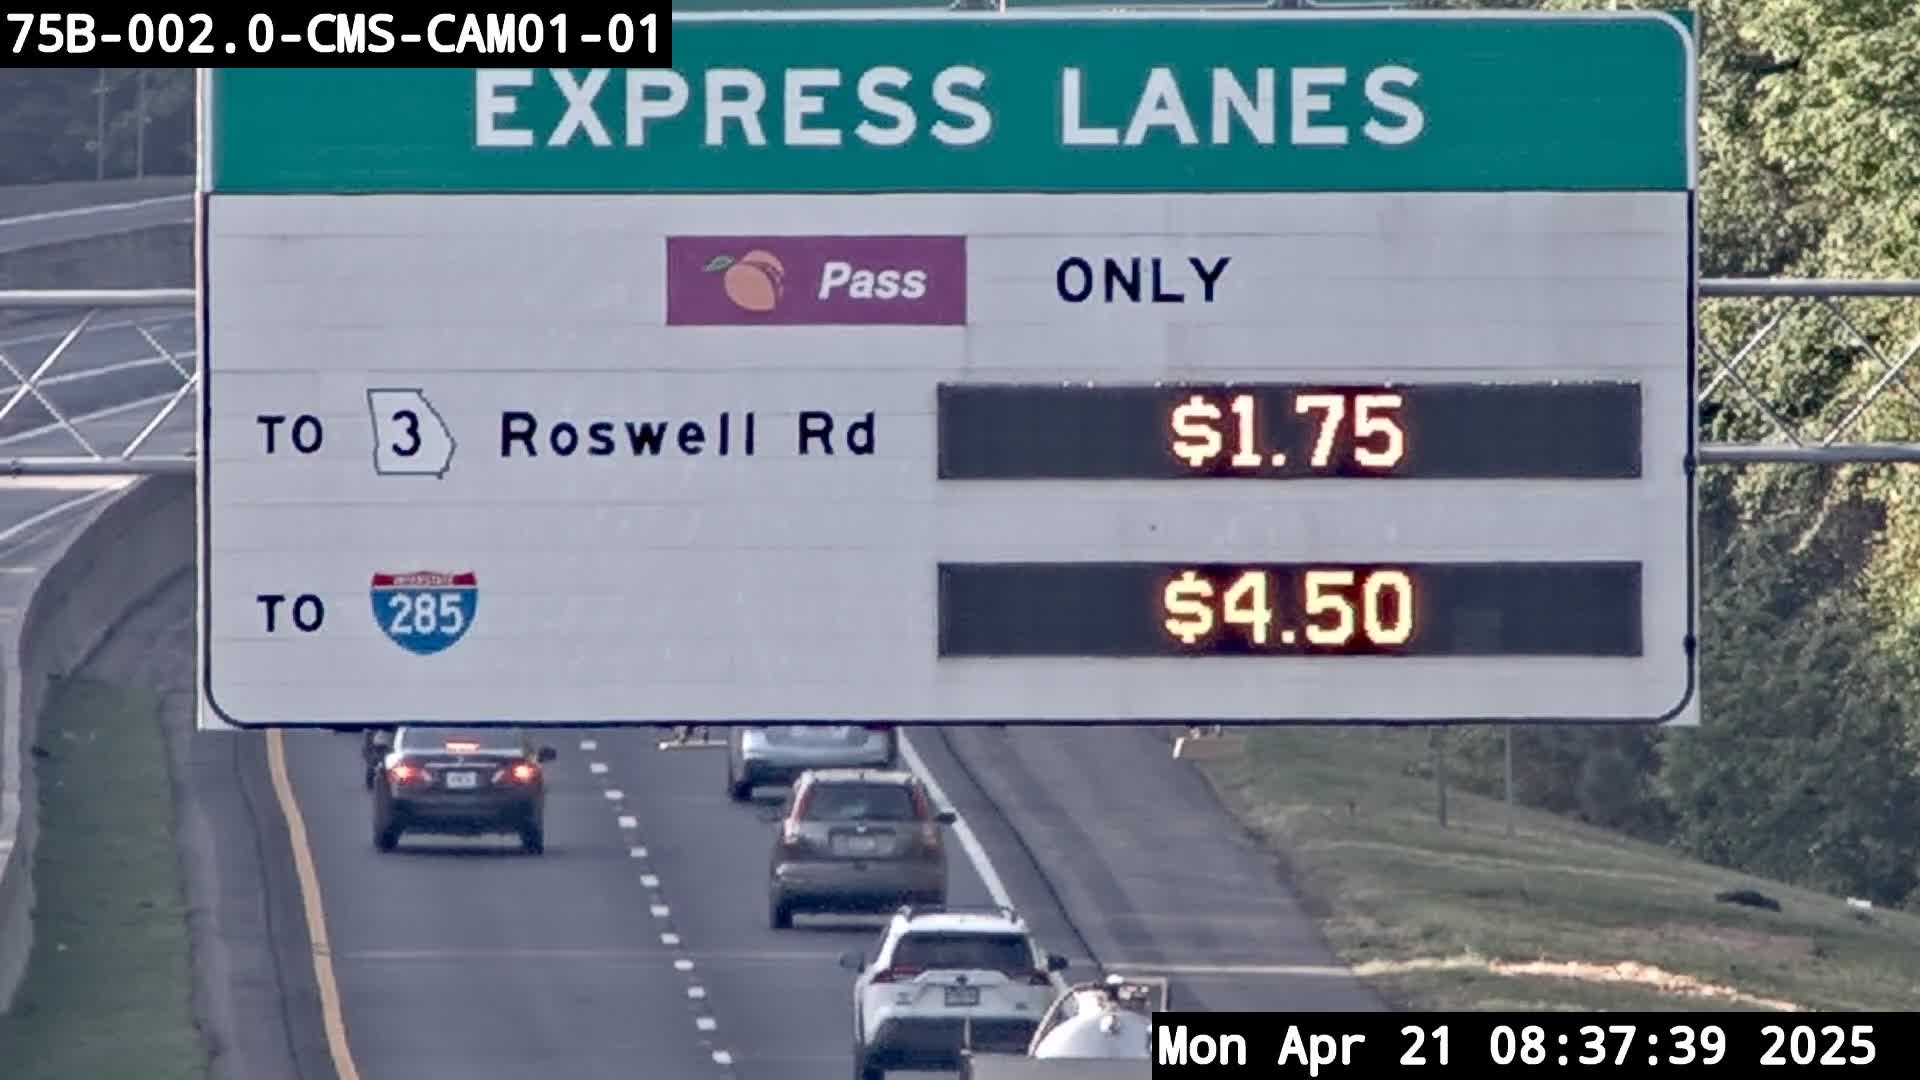 75B-002.0-CMS-CAM01-01
EXPRESS LANES
Pass ONLY
TO 3 Roswell Rd $1.75
TO INTERSTATE 285 $4.50
Mon Apr 21 08:37:39 2025